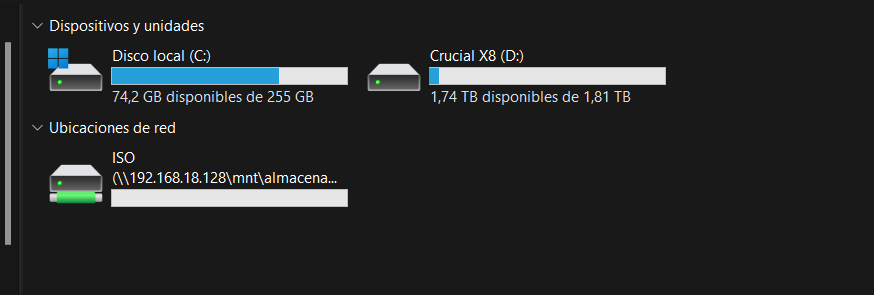 Dispositivos y unidades
Disco local (C:)
74,2 GB disponibles de 255 GB
Crucial X8 (D:)
1,74 TB disponibles de 1,81 TB
Ubicaciones de red
ISO
(\\192.168.18.128\mnt\almacena...